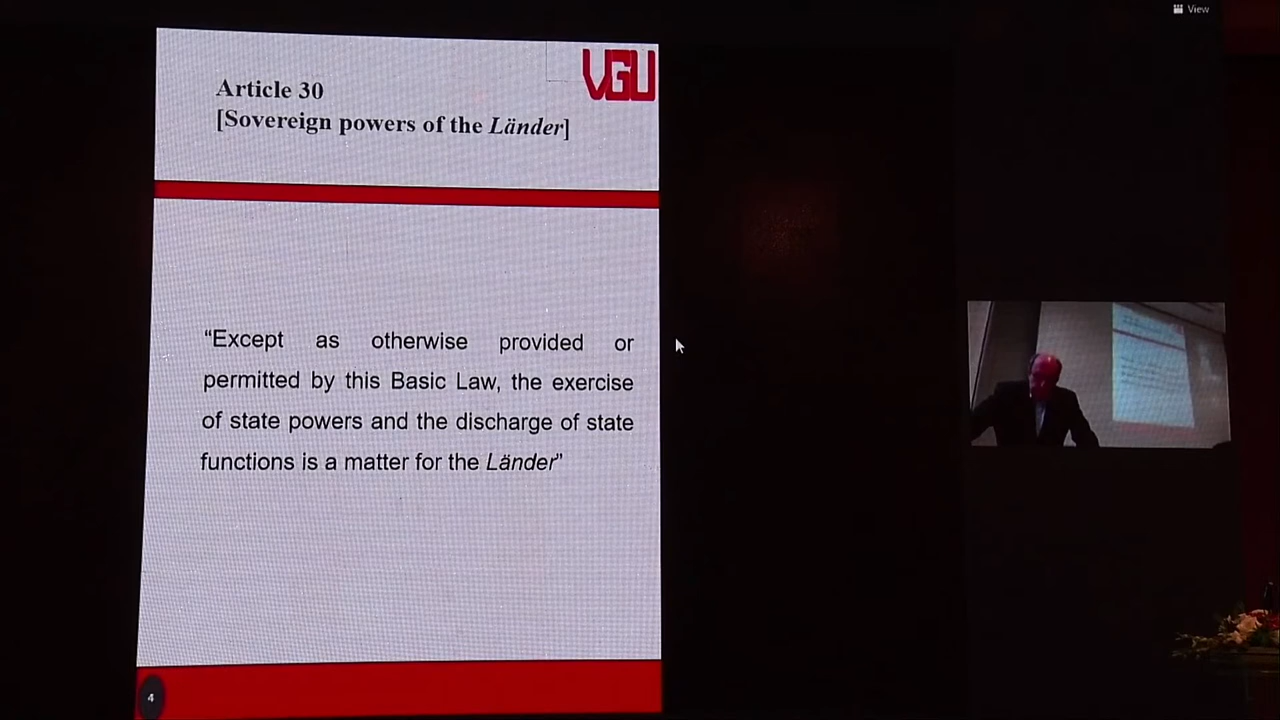 View
VGU
Article 30
[Sovereign powers of the Länder]
“Except as otherwise provided or
permitted by this Basic Law, the exercise
of state powers and the discharge of state
functions is a matter for the Länder”
4